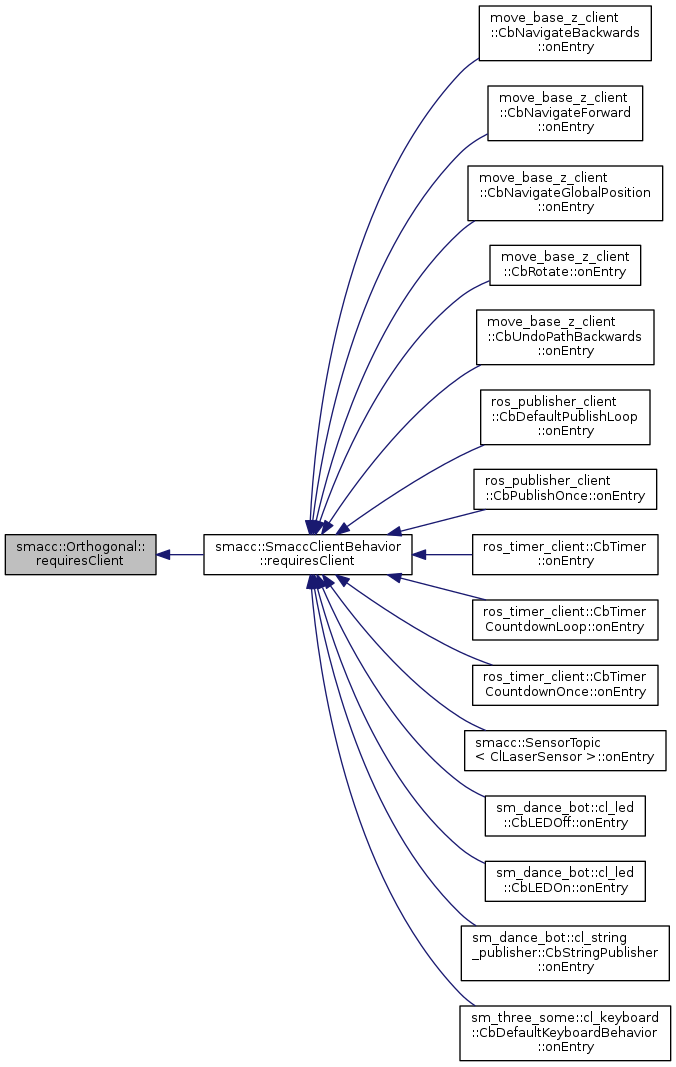 move_base_z_client
::CbNavigateBackwards
::onEntry
move_base_z_client
::CbNavigateForward
::onEntry
move_base_z_client
::CbNavigateGlobalPosition
::onEntry
move_base_z_client
::CbRotate::onEntry
move_base_z_client
::CbUndoPathBackwards
::onEntry
ros_publisher_client
::CbDefaultPublishLoop
::onEntry
ros_publisher_client
::CbPublishOnce::onEntry
smacc::Orthogonal::
requiresClient
smacc::SmaccClientBehavior
::requiresClient
ros_timer_client::CbTimer
::onEntry
ros_timer_client::CbTimer
CountdownLoop::onEntry
ros_timer_client::CbTimer
CountdownOnce::onEntry
smacc::SensorTopic
< ClLaserSensor >::onEntry
sm_dance_bot::cl_led
::CbLEDOff::onEntry
sm_dance_bot::cl_led
::CbLEDOn::onEntry
sm_dance_bot::cl_string
_publisher::CbStringPublisher
::onEntry
sm_three_some::cl_keyboard
::CbDefaultKeyboardBehavior
::onEntry